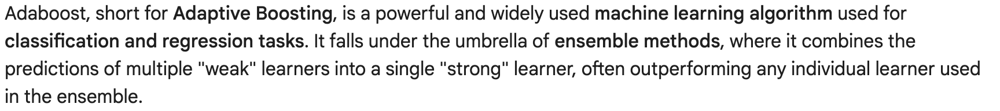 Adaboost, short for Adaptive Boosting, is a powerful and widely used machine learning algorithm used for
classification and regression tasks. It falls under the umbrella of ensemble methods, where it combines the
predictions of multiple "weak" learners into a single "strong" learner, often outperforming any individual learner used
in the ensemble.